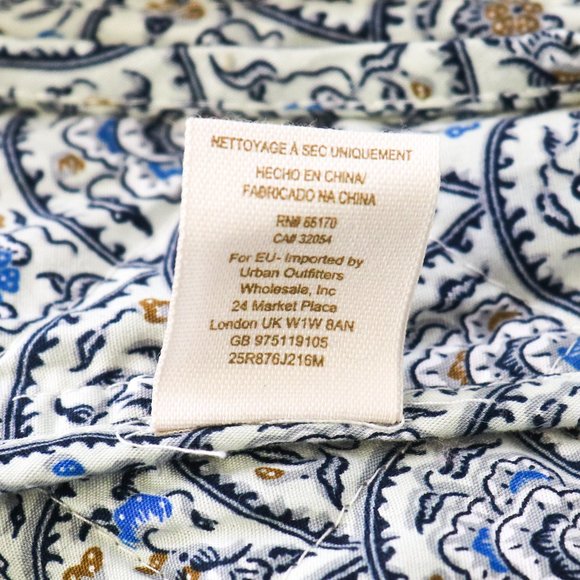 NETTOYAGE À SEC UNIQUEMENT
HECHO EN CHINA/
FABRICADO NA CHINA
RN# 66170
CA# 32054
For EU- Imported by
Urban Outfitters
Wholesale, Inc
24 Market Place
London UK W1W 8AN
GB 975119105
25R876J216M